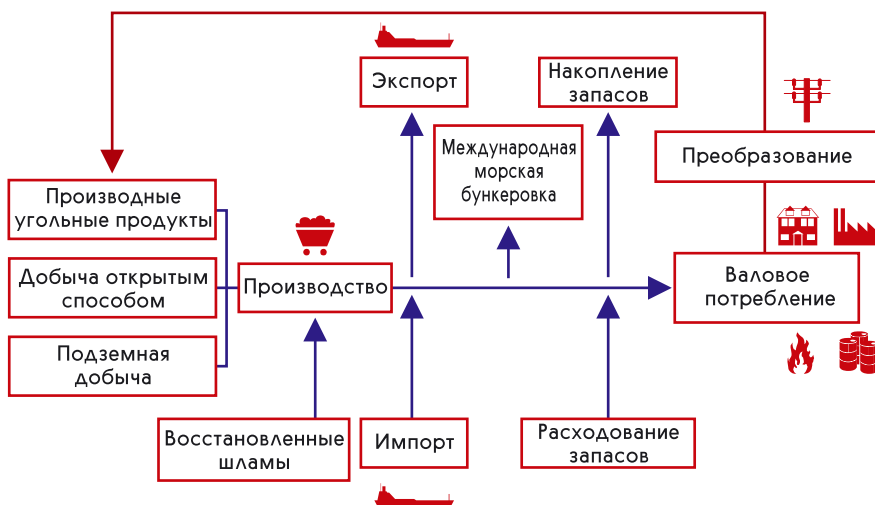 Экспорт
Накопление
запасов
Международная
морская
бункеровка
Преобразование
Производные
угольные продукты
Добыча открытым
способом
Производство
Валовое
потребление
Подземная
добыча
Восстановленные
шламы
Импорт
Расходование
запасов